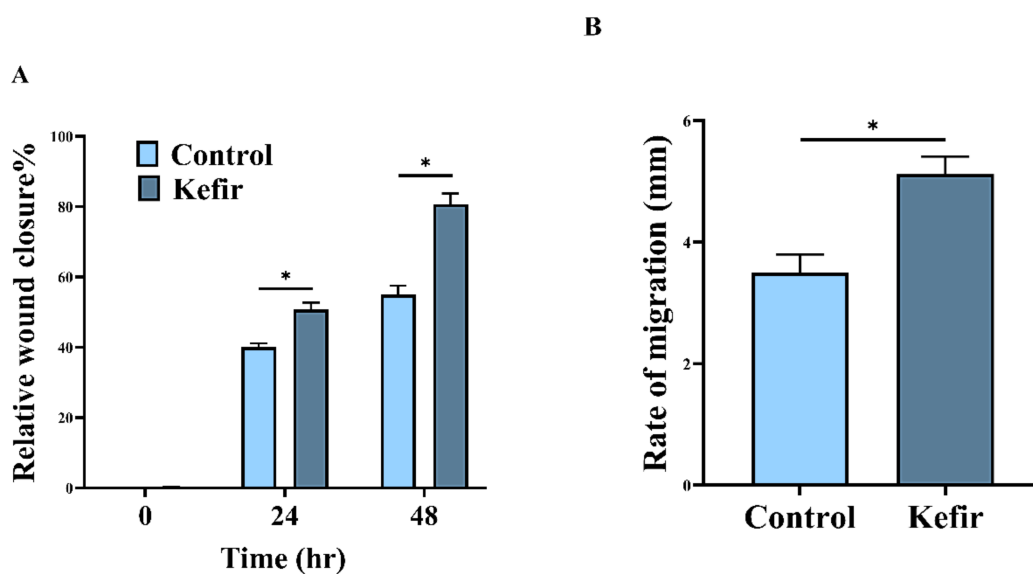 A
Relative wound closure%
100
80
60
40
20
0
Control
Kefir
*
*
0 24 48
Time (hr)
B
Rate of migration (mm)
6
4
2
0
*
Control Kefir